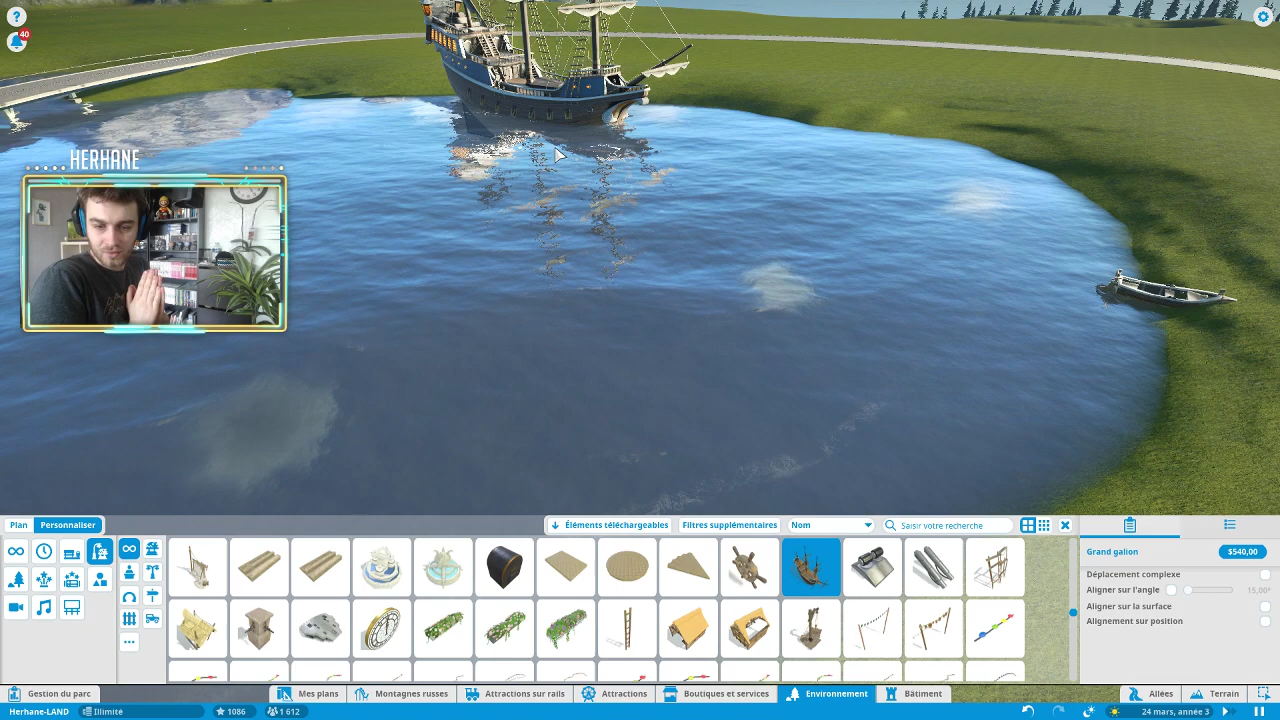 40
HERHANE
Plan Personnaliser
Éléments téléchargeables Filtres supplémentaires Nom Saisir votre recherche
Grand galion $540,00
Déplacement complexe
Aligner sur l'angle 15,00°
Aligner sur la surface
Alignement sur position
Gestion du parc Mes plans Montagnes russes Attractions sur rails Attractions Boutiques et services Environnement Bâtiment Allées Terrain
Herhane-LAND Illimité 1086 1 612 24 mars, année 3